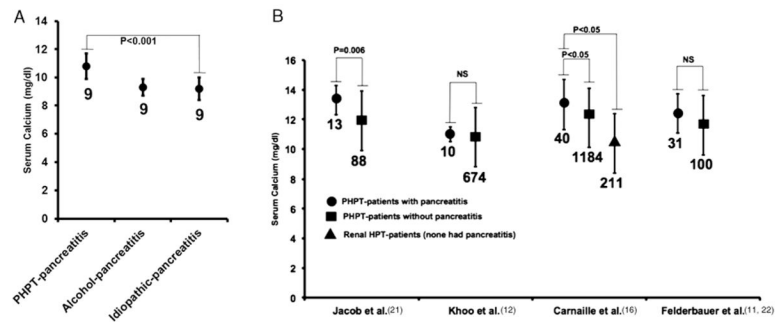 A
Serum Calcium (mg/dl)
14
12
10
8
6
4
2
0
P<0.001
9
9
9
PHPT-pancreatitis
Alcohol-pancreatitis
Idiopathic-pancreatitis
B
Serum Calcium (mg/dl)
16
14
12
10
8
6
4
2
0
P=0.006
NS
P<.05
P<.05
NS
13
88
10
674
40
1184
211
31
100
PHPT-patients with pancreatitis
PHPT-patients without pancreatitis
Renal HPT-patients (none had pancreatitis)
Jacob et al.(21)
Khoo et al.(12)
Carnaille et al.(16)
Felderbauer et al.(11, 22)